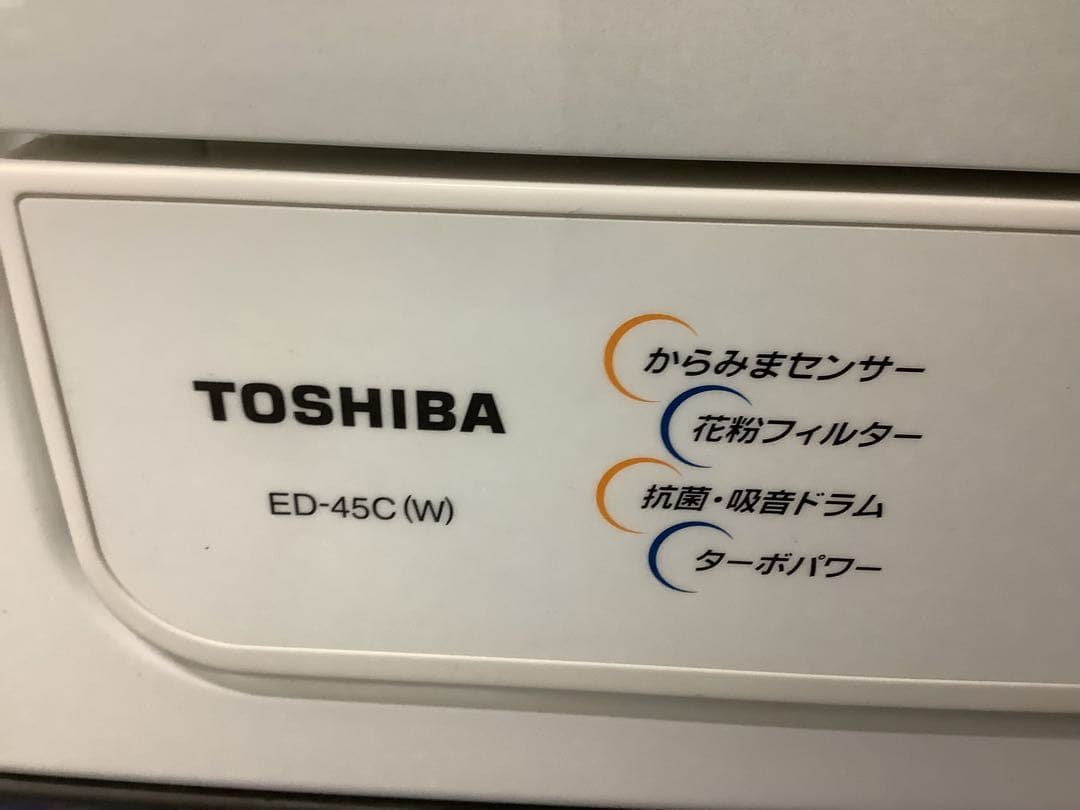 TOSHIBA
ED-45C(W)
からみまセンサー
花粉フィルター
抗菌・吸音ドラム
ターボパワー